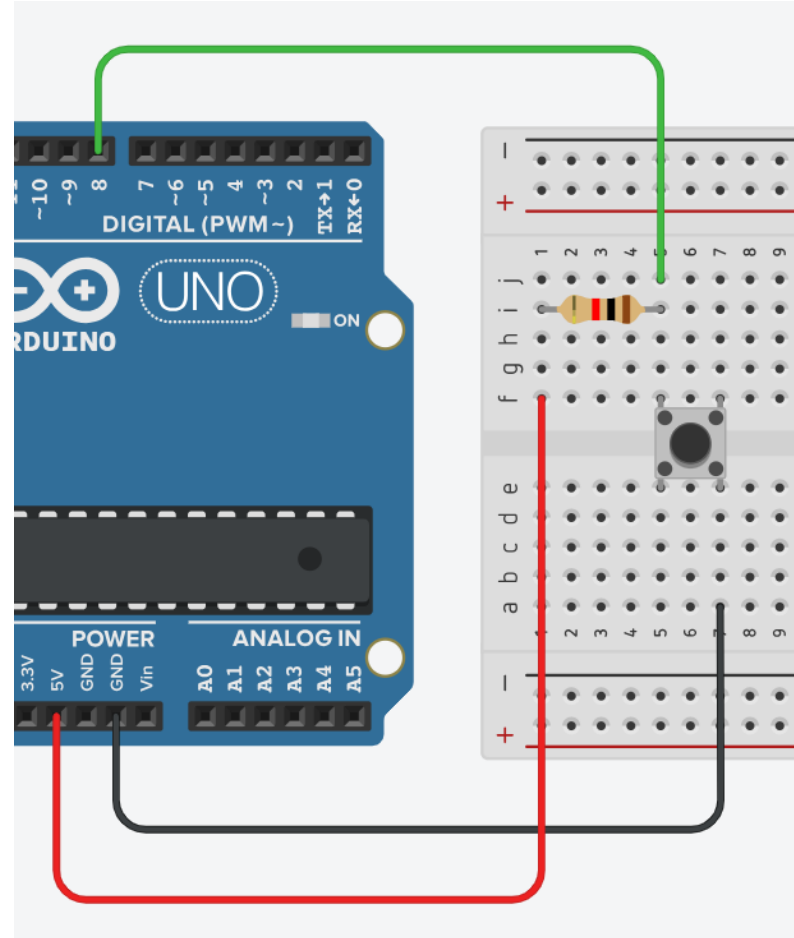 ~10
~9
8
7
~6
~5
4
~3
2
TX→1
RX←0
DIGITAL (PWM~)
UNO
ON
RDUINO
POWER
ANALOG IN
3.3V
5V
GND
GND
Vin
A0
A1
A2
A3
A4
A5
−
+
1 2 3 4 5 6 7 8 9
j
i
h
g
f
e
d
c
b
a
1 2 3 4 5 6 7 8 9
−
+